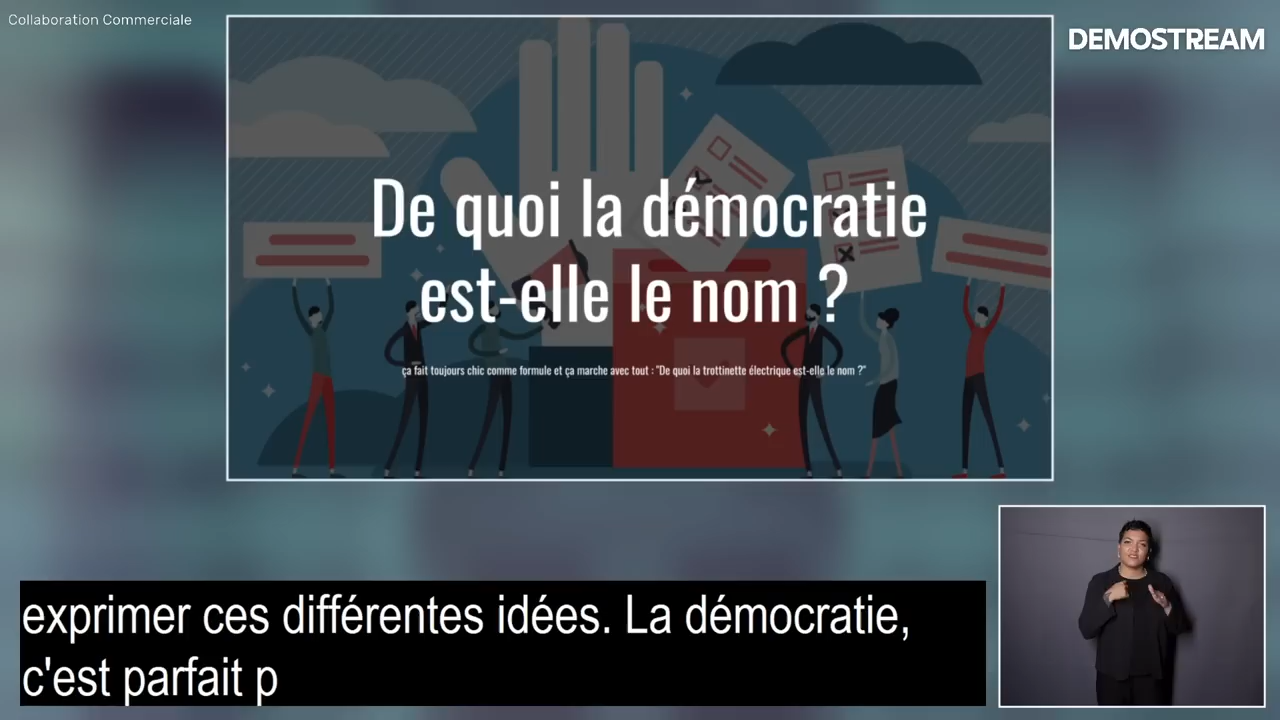 Collaboration Commerciale
DEMOSTREAM
De quoi la démocratie
est-elle le nom ?
ça fait toujours chic comme formule et ça marche avec tout : "De quoi la trottinette électrique est-elle le nom ?"
exprimer ces différentes idées. La démocratie,
c'est parfait p